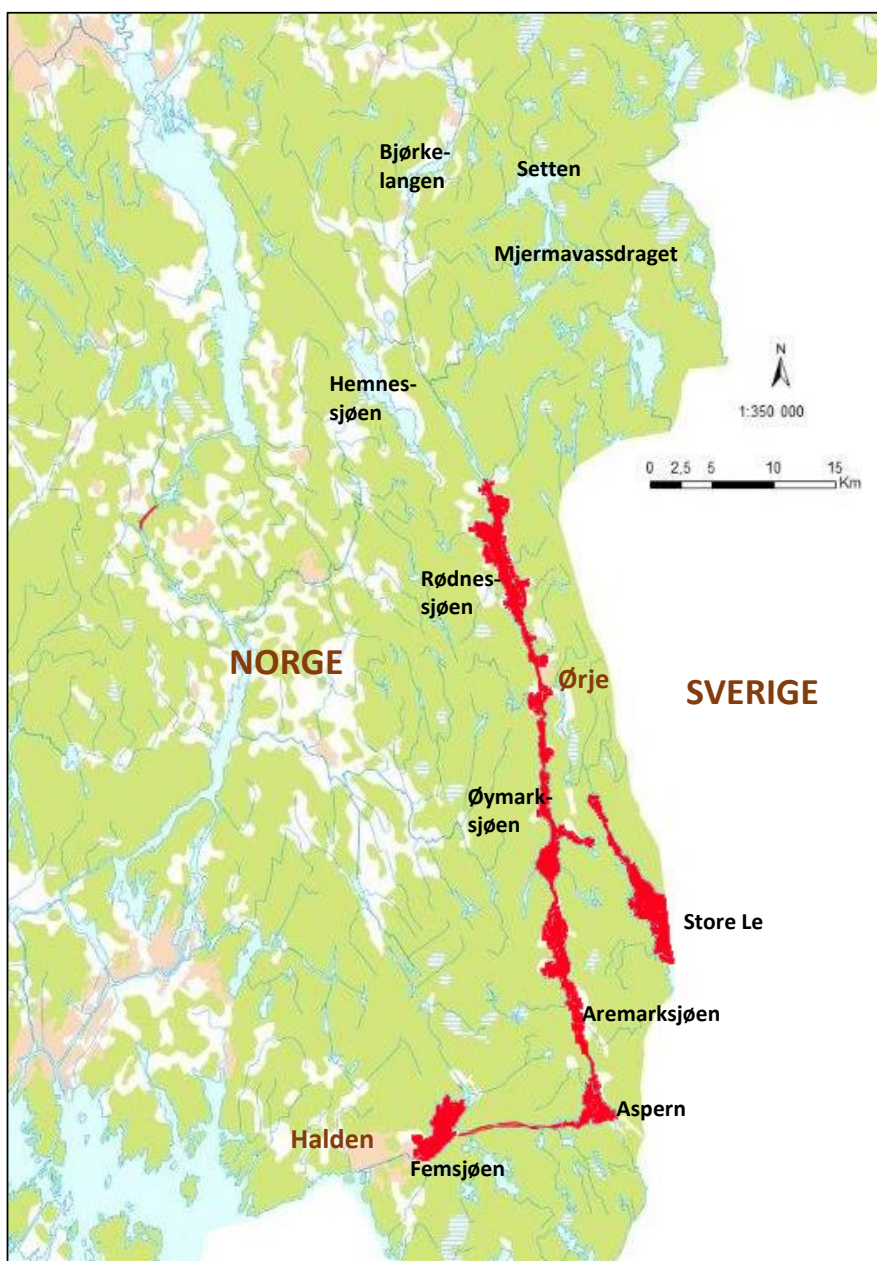 Bjørke-
langen
Setten
Mjermavassdraget
Hemnes-
sjøen
N
1:350 000
0 2,5 5 10 15
Km
Rødnes-
sjøen
NORGE
Ørje
SVERIGE
Øymark-
sjøen
Store Le
Aremarksjøen
Aspern
Halden
Femsjøen